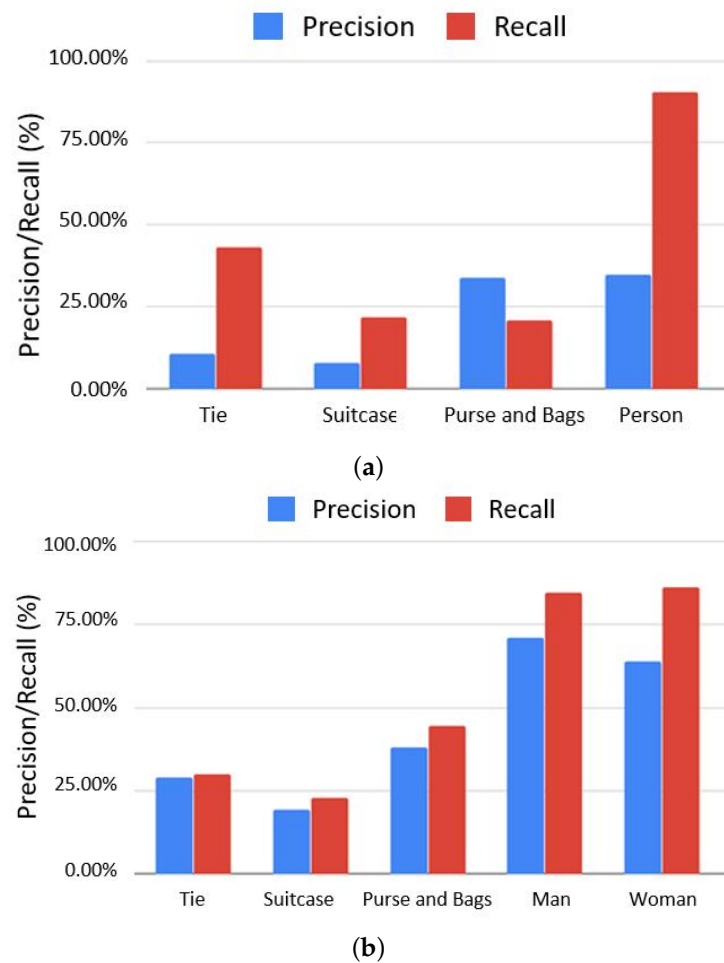 Precision Recall
Precision/Recall (%)
100.00%
75.00%
50.00%
25.00%
0.00%
Tie Suitcase Purse and Bags Person
(a)
Precision Recall
Precision/Recall (%)
100.00%
75.00%
50.00%
25.00%
0.00%
Tie Suitcase Purse and Bags Man Woman
(b)